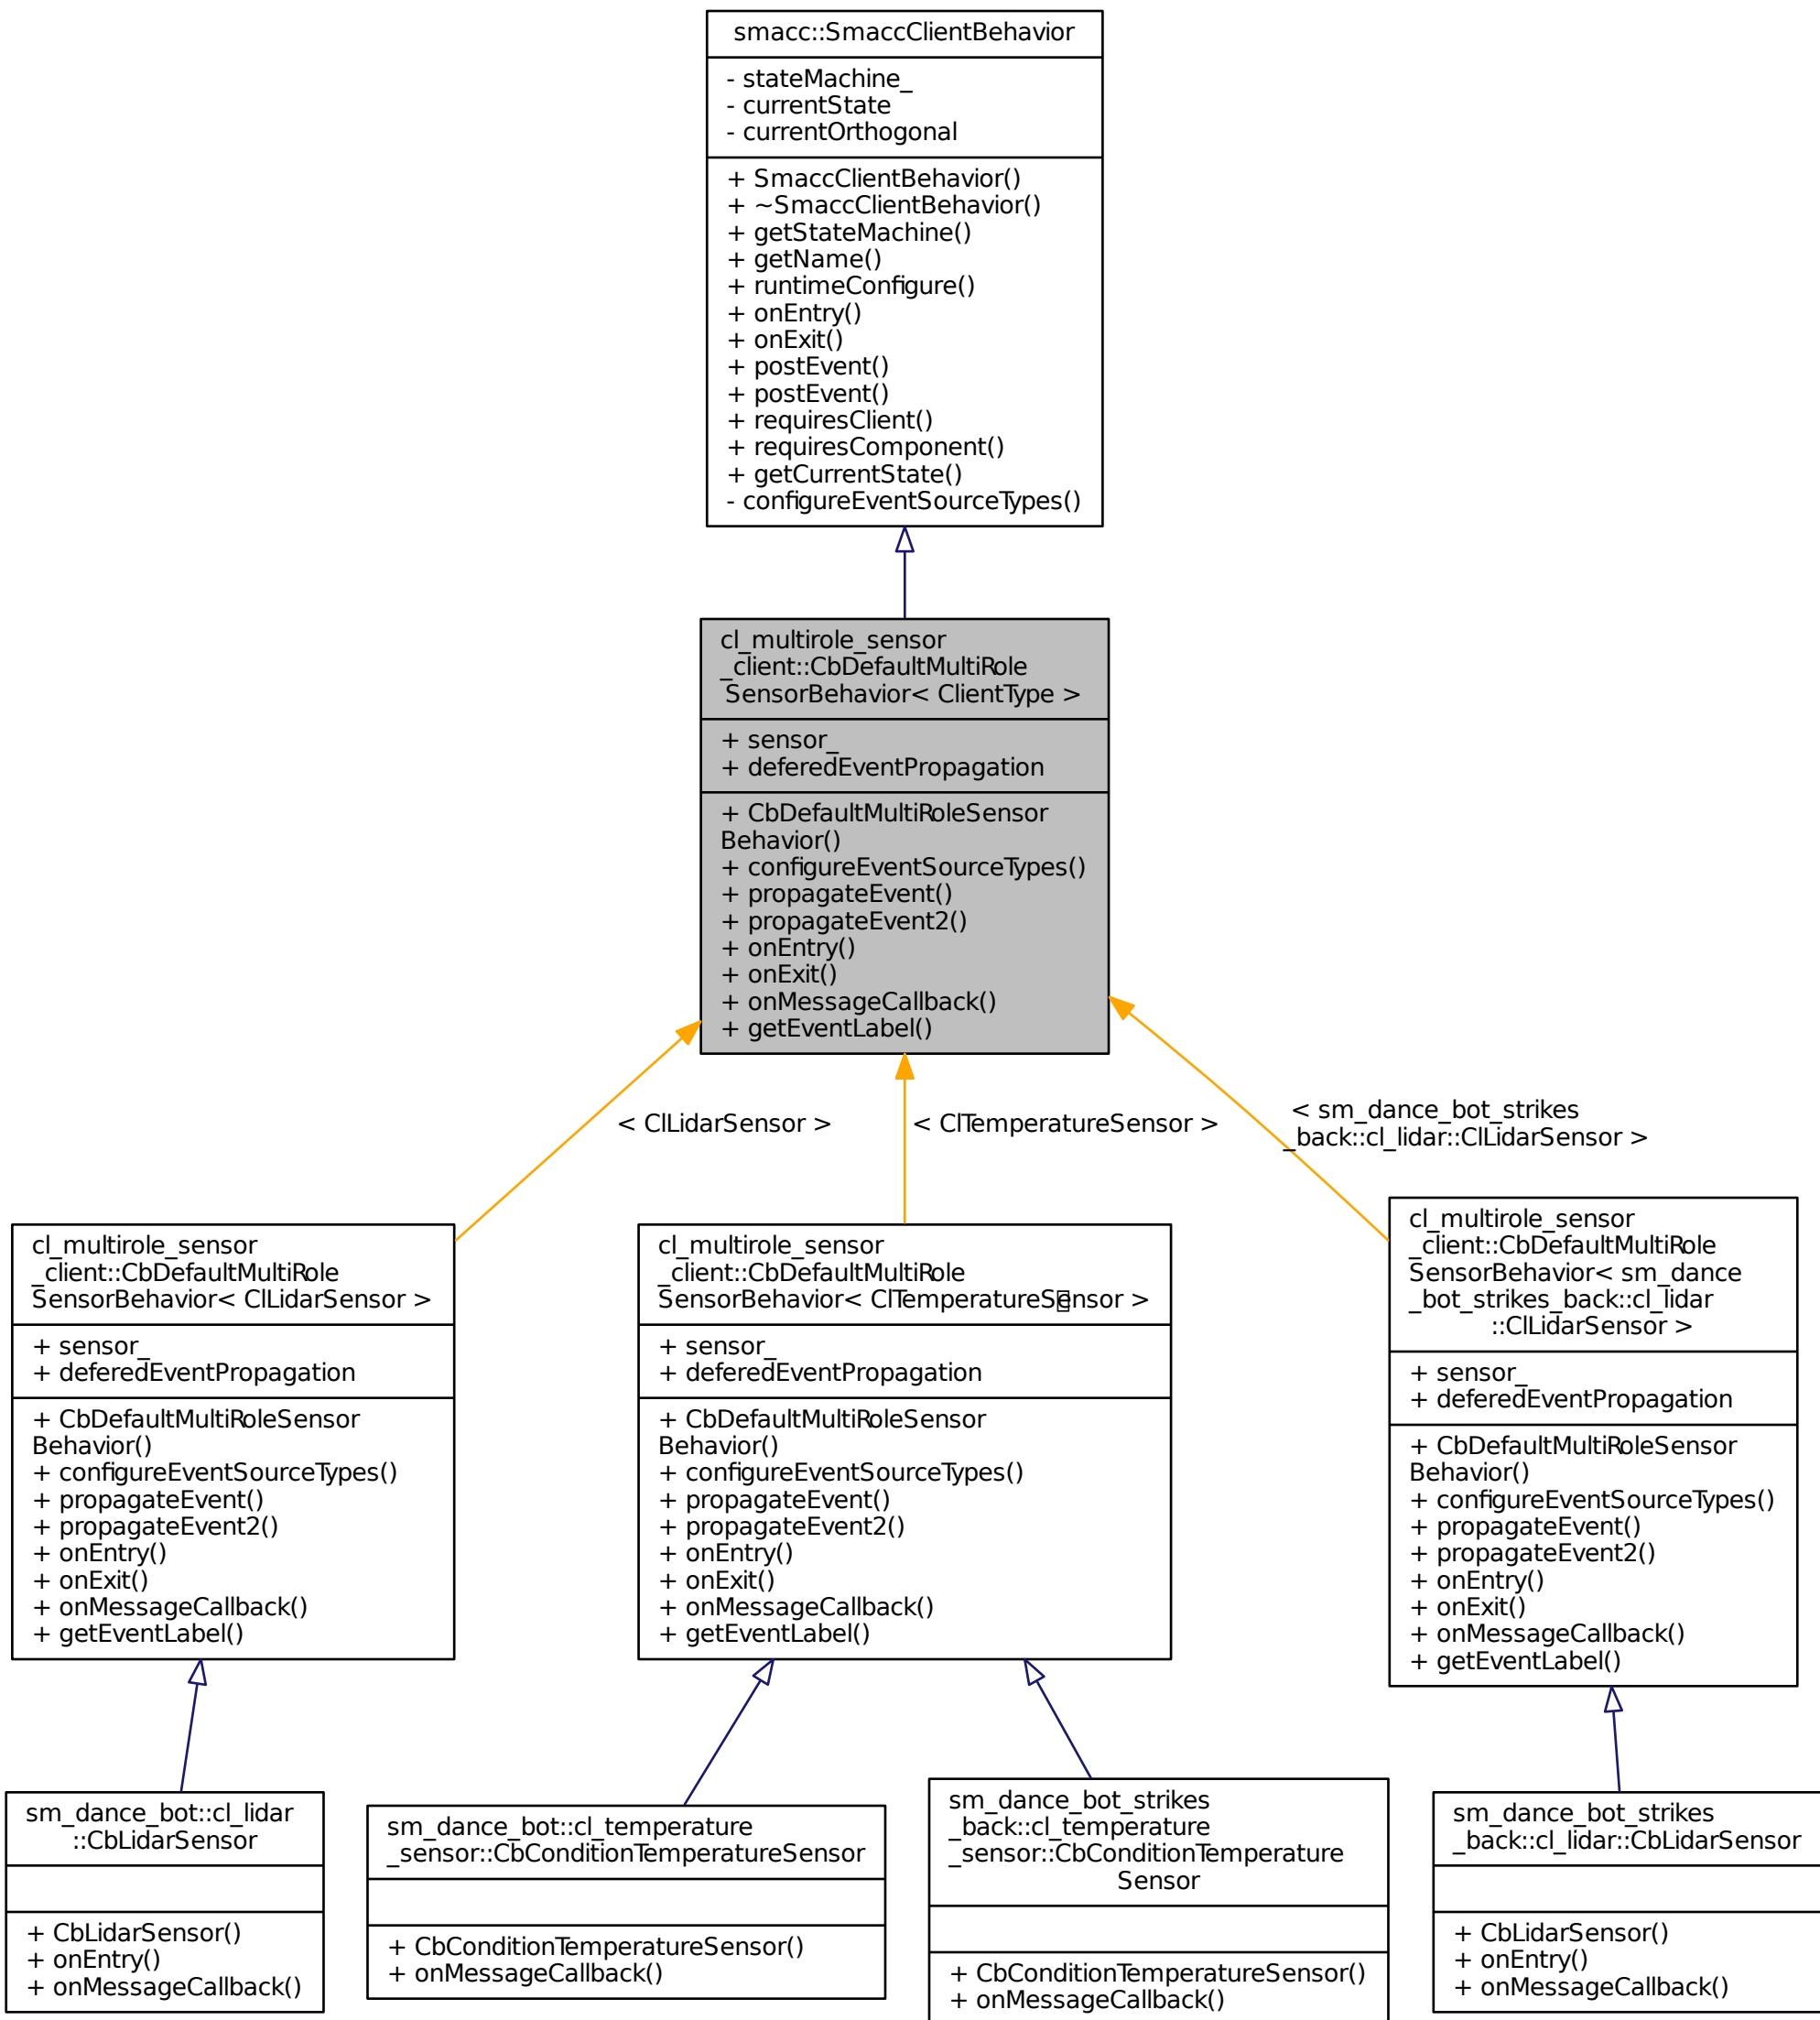 smacc::SmaccClientBehavior
- stateMachine_
- currentState
- currentOrthogonal
+ SmaccClientBehavior()
+ ~SmaccClientBehavior()
+ getStateMachine()
+ getName()
+ runtimeConfigure()
+ onEntry()
+ onExit()
+ postEvent()
+ postEvent()
+ requiresClient()
+ requiresComponent()
+ getCurrentState()
- configureEventSourceTypes()
cl_multirole_sensor
_client::CbDefaultMultiRole
SensorBehavior< ClientType >
+ sensor_
+ deferedEventPropagation
+ CbDefaultMultiRoleSensor
Behavior()
+ configureEventSourceTypes()
+ propagateEvent()
+ propagateEvent2()
+ onEntry()
+ onExit()
+ onMessageCallback()
+ getEventLabel()
< ClLidarSensor >
< ClTemperatureSensor >
< sm_dance_bot_strikes
_back::cl_lidar::ClLidarSensor >
cl_multirole_sensor
_client::CbDefaultMultiRole
SensorBehavior< ClLidarSensor >
+ sensor_
+ deferedEventPropagation
+ CbDefaultMultiRoleSensor
Behavior()
+ configureEventSourceTypes()
+ propagateEvent()
+ propagateEvent2()
+ onEntry()
+ onExit()
+ onMessageCallback()
+ getEventLabel()
cl_multirole_sensor
_client::CbDefaultMultiRole
SensorBehavior< ClTemperatureSensor >
+ sensor_
+ deferedEventPropagation
+ CbDefaultMultiRoleSensor
Behavior()
+ configureEventSourceTypes()
+ propagateEvent()
+ propagateEvent2()
+ onEntry()
+ onExit()
+ onMessageCallback()
+ getEventLabel()
cl_multirole_sensor
_client::CbDefaultMultiRole
SensorBehavior< sm_dance
_bot_strikes_back::cl_lidar
::ClLidarSensor >
+ sensor_
+ deferedEventPropagation
+ CbDefaultMultiRoleSensor
Behavior()
+ configureEventSourceTypes()
+ propagateEvent()
+ propagateEvent2()
+ onEntry()
+ onExit()
+ onMessageCallback()
+ getEventLabel()
sm_dance_bot::cl_lidar
::CbLidarSensor
+ CbLidarSensor()
+ onEntry()
+ onMessageCallback()
sm_dance_bot::cl_temperature
_sensor::CbConditionTemperatureSensor
+ CbConditionTemperatureSensor()
+ onMessageCallback()
sm_dance_bot_strikes
_back::cl_temperature
_sensor::CbConditionTemperature
Sensor
+ CbConditionTemperatureSensor()
+ onMessageCallback()
sm_dance_bot_strikes
_back::cl_lidar::CbLidarSensor
+ CbLidarSensor()
+ onEntry()
+ onMessageCallback()